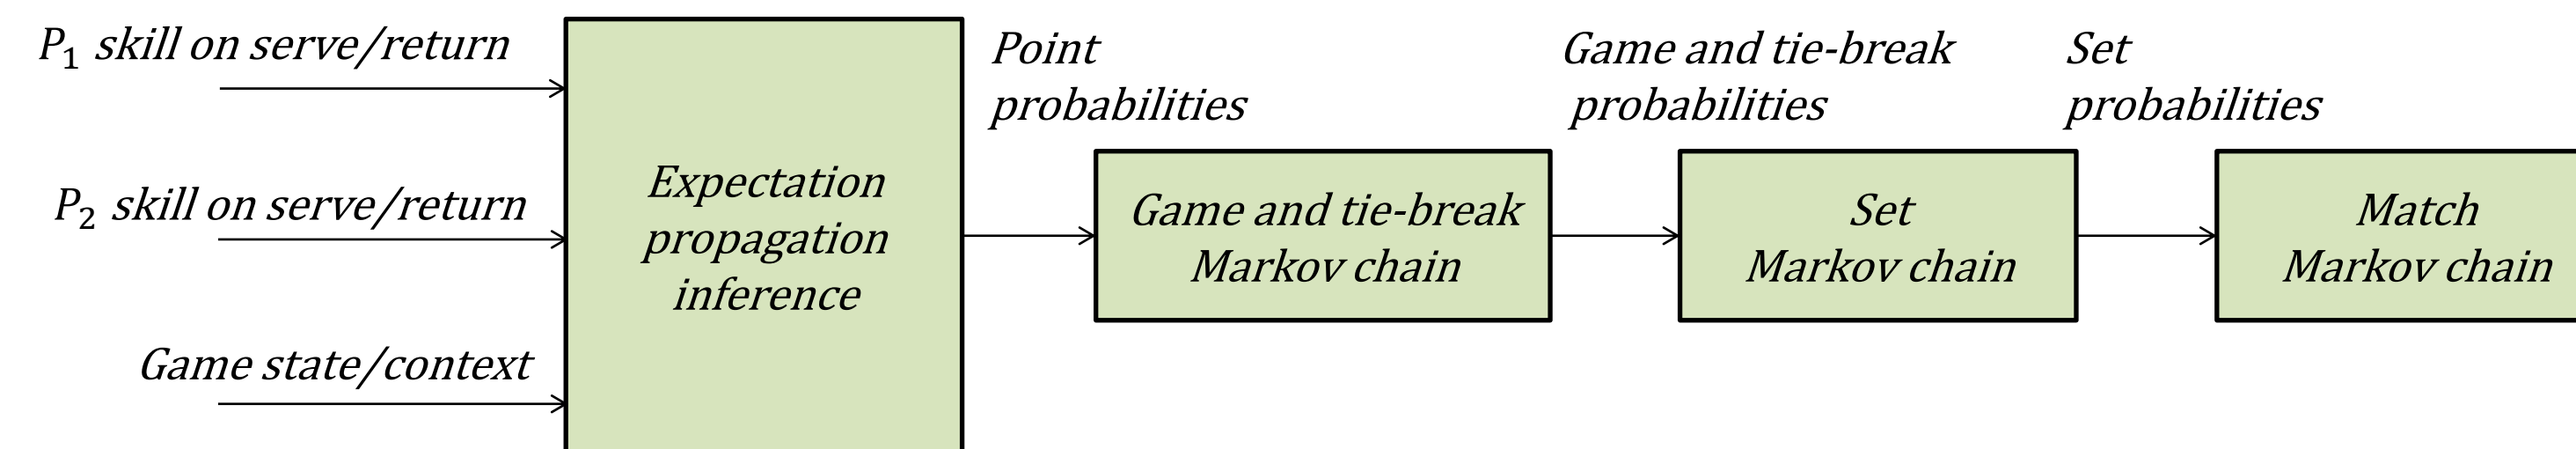 P₁ skill on serve/return
P₂ skill on serve/return
Game state/context
Expectation
propagation
inference
Point
probabilities
Game and tie-break
Markov chain
Game and tie-break
probabilities
Set
Markov chain
Set
probabilities
Match
Markov chain